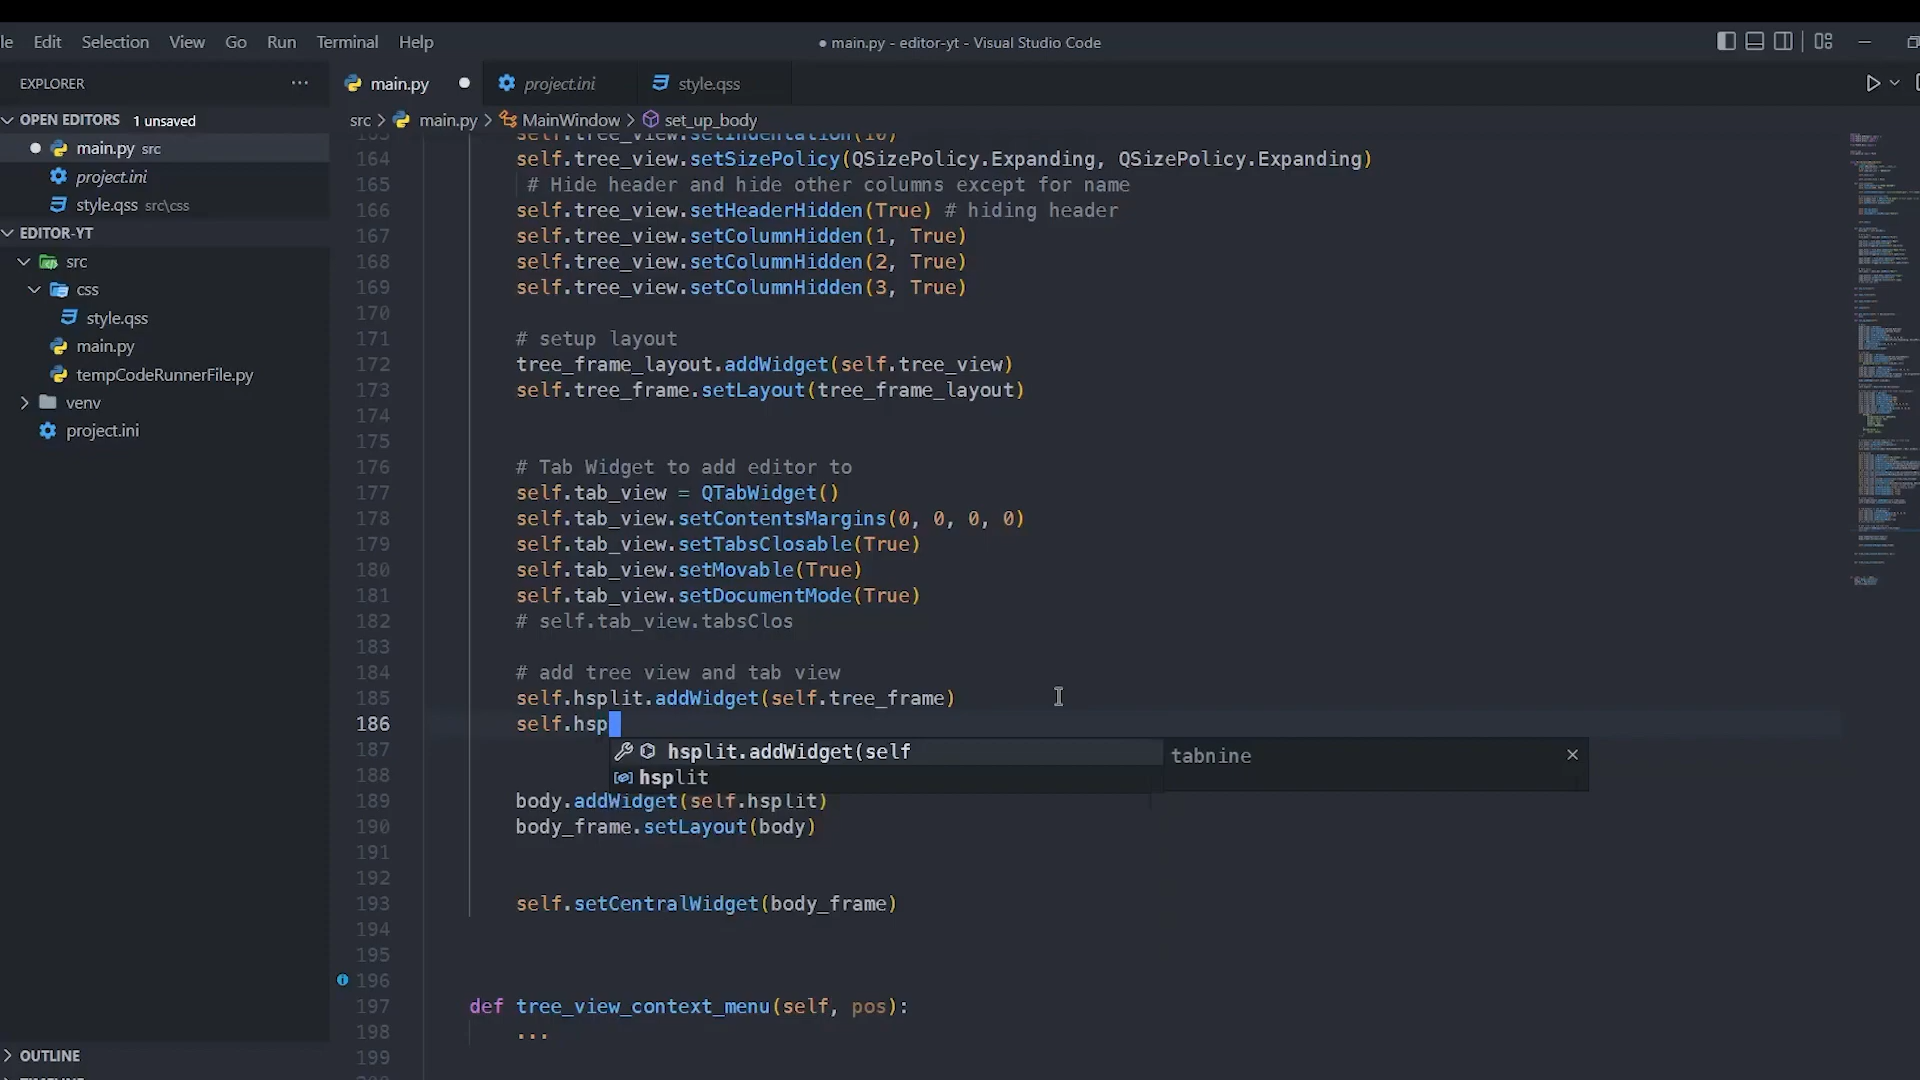 le Edit Selection View Go Run Terminal Help
● main.py - editor-yt - Visual Studio Code
EXPLORER
main.py
project.ini
style.qss
OPEN EDITORS 1 unsaved
src > main.py > MainWindow > set_up_body
main.py src
project.ini
style.qss src\css
EDITOR-YT
src
css
style.qss
main.py
tempCodeRunnerFile.py
venv
project.ini
OUTLINE
self.tree_view.setIndentation(10)
164 self.tree_view.setSizePolicy(QSizePolicy.Expanding, QSizePolicy.Expanding)
165 # Hide header and hide other columns except for name
166 self.tree_view.setHeaderHidden(True) # hiding header
167 self.tree_view.setColumnHidden(1, True)
168 self.tree_view.setColumnHidden(2, True)
169 self.tree_view.setColumnHidden(3, True)
170
171 # setup layout
172 tree_frame_layout.addWidget(self.tree_view)
173 self.tree_frame.setLayout(tree_frame_layout)
174
175
176 # Tab Widget to add editor to
177 self.tab_view = QTabWidget()
178 self.tab_view.setContentsMargins(0, 0, 0, 0)
179 self.tab_view.setTabsClosable(True)
180 self.tab_view.setMovable(True)
181 self.tab_view.setDocumentMode(True)
182 # self.tab_view.tabsClos
183
184 # add tree view and tab view
185 self.hsplit.addWidget(self.tree_frame)
186 self.hsp
187 hsplit.addWidget(self tabnine
188 hsplit
189 body.addWidget(self.hsplit)
190 body_frame.setLayout(body)
191
192
193 self.setCentralWidget(body_frame)
194
195
196
197 def tree_view_context_menu(self, pos):
198 ...
199